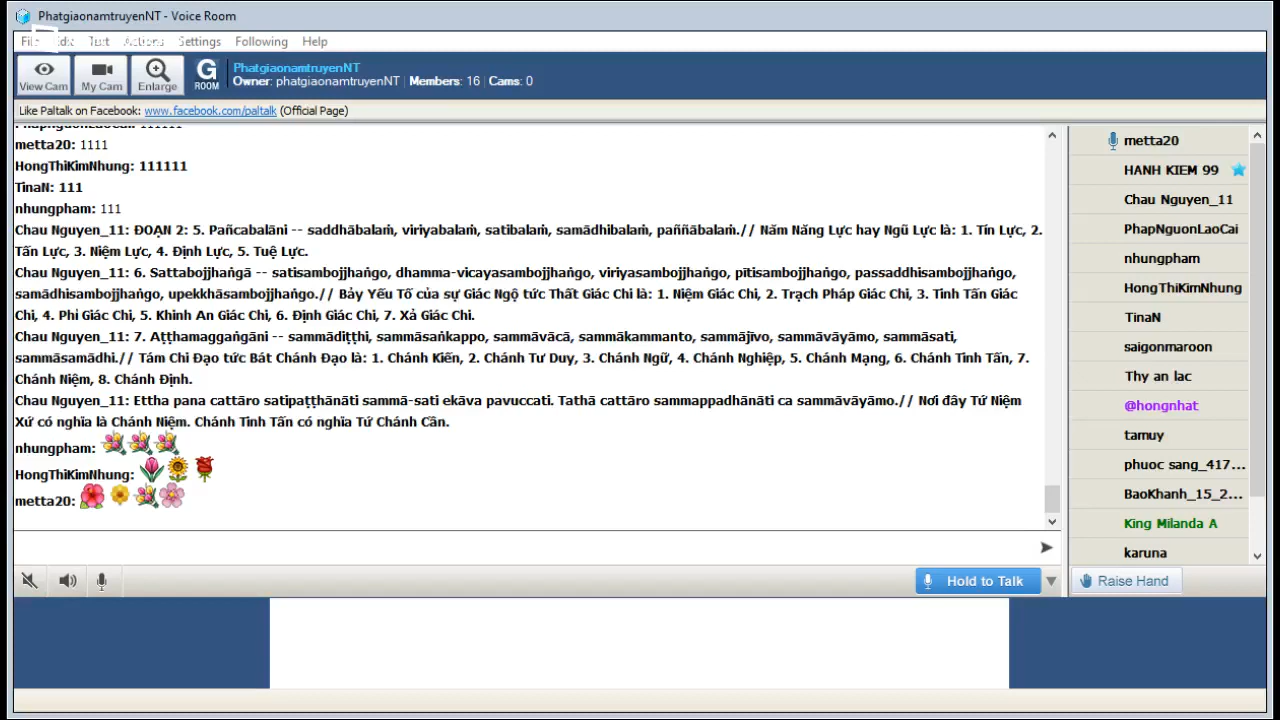 PhatgiaonamtruyenNT - Voice Room
Text Actions Settings Following Help
PhatgiaonamtruyenNT
Owner: phatgiaonamtruyenNT | Members: 16 | Cams: 0
View Cam My Cam Enlarge G ROOM
Like Paltalk on Facebook: www.facebook.com/paltalk (Official Page)
PhapNguonLaoCai: 111111
metta20: 1111
HongThiKimNhung: 111111
TinaN: 111
nhungpham: 111
Chau Nguyen_11: ĐOẠN 2: 5. Pañcabalāni -- saddhābalaṁ, viriyabalaṁ, satibalaṁ, samādhibalaṁ, paññābalaṁ.// Năm Năng Lực hay Ngũ Lực là: 1. Tín Lực, 2.
Tấn Lực, 3. Niệm Lực, 4. Định Lực, 5. Tuệ Lực.
Chau Nguyen_11: 6. Sattabojjhaṅgā -- satisambojjhaṅgo, dhamma-vicayasambojjhaṅgo, viriyasambojjhaṅgo, pītisambojjhaṅgo, passaddhisambojjhaṅgo,
samādhisambojjhaṅgo, upekkhāsambojjhaṅgo.// Bảy Yếu Tố của sự Giác Ngộ tức Thất Giác Chi là: 1. Niệm Giác Chi, 2. Trạch Pháp Giác Chi, 3. Tinh Tấn Giác
Chi, 4. Phỉ Giác Chi, 5. Khinh An Giác Chi, 6. Định Giác Chi, 7. Xả Giác Chi.
Chau Nguyen_11: 7. Aṭṭhamaggaṅgāni -- sammādiṭṭhi, sammāsaṅkappo, sammāvācā, sammākammanto, sammājīvo, sammāvāyāmo, sammāsati,
sammāsamādhi.// Tám Chi Đạo tức Bát Chánh Đạo là: 1. Chánh Kiến, 2. Chánh Tư Duy, 3. Chánh Ngữ, 4. Chánh Nghiệp, 5. Chánh Mạng, 6. Chánh Tinh Tấn, 7.
Chánh Niệm, 8. Chánh Định.
Chau Nguyen_11: Ettha pana cattāro satipaṭṭhānāti sammā-sati ekāva pavuccati. Tathā cattāro sammappadhānāti ca sammāvāyāmo.// Nơi đây Tứ Niệm
Xứ có nghĩa là Chánh Niệm. Chánh Tinh Tấn có nghĩa Tứ Chánh Cần.
nhungpham:
HongThiKimNhung:
metta20:
Hold to Talk
metta20
HANH KIEM 99
Chau Nguyen_11
PhapNguonLaoCai
nhungpham
HongThiKimNhung
TinaN
saigonmaroon
Thy an lac
@hongnhat
tamuy
phuoc sang_417...
BaoKhanh_15_2...
King Milanda A
karuna
Raise Hand